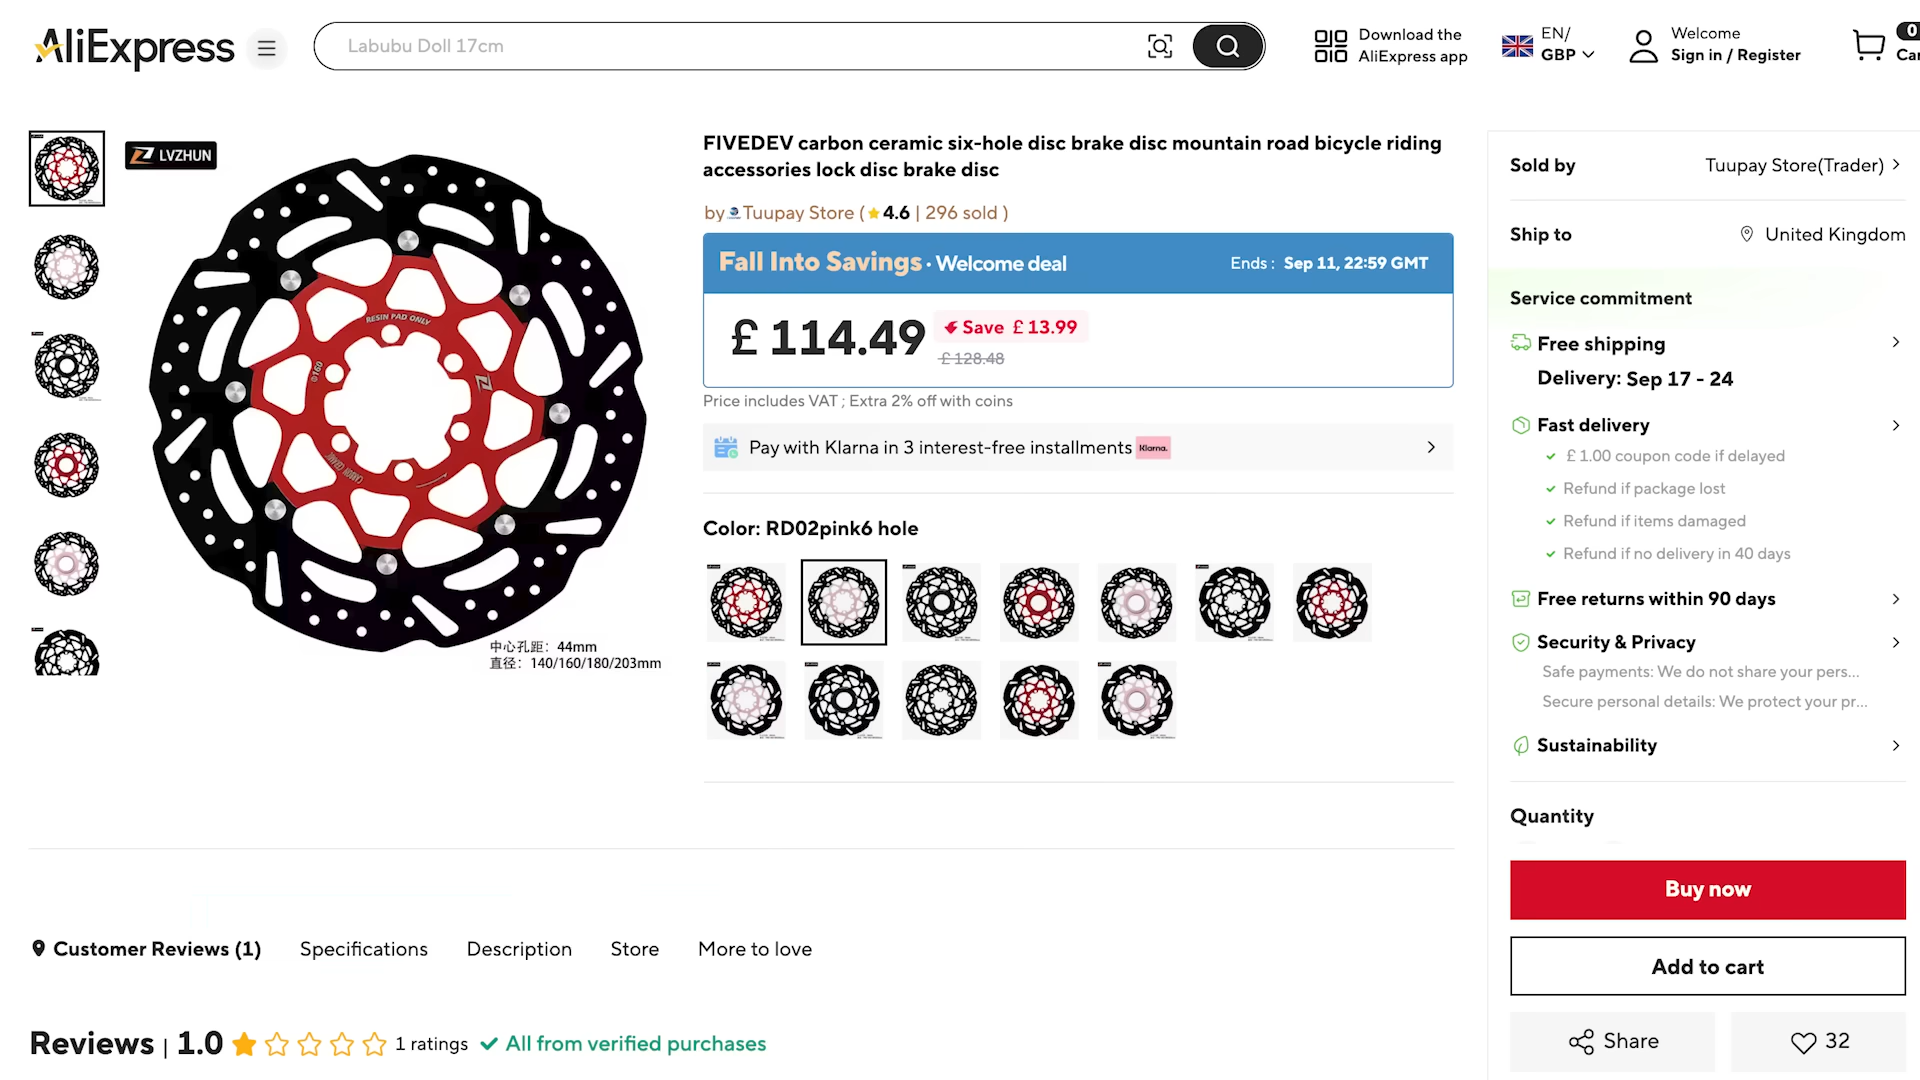 AliExpress
Labubu Doll 17cm
Download the
AliExpress app
EN/
GBP
Welcome
Sign in / Register
0
LVZHUN
RESIN PAD ONLY
Φ160
中心孔距：44mm
直径：140/160/180/203mm
FIVEDEV carbon ceramic six-hole disc brake disc mountain road bicycle riding
accessories lock disc brake disc
by Tuupay Store ( 4.6 | 296 sold )
Fall Into Savings · Welcome deal
Ends : Sep 11, 22:59 GMT
£ 114.49
Save £ 13.99
£ 128.48
Price includes VAT ; Extra 2% off with coins
Pay with Klarna in 3 interest-free installments Klarna.
Color: RD02pink6 hole
Sold by
Tuupay Store(Trader)
Ship to
United Kingdom
Service commitment
Free shipping
Delivery: Sep 17 - 24
Fast delivery
£ 1.00 coupon code if delayed
Refund if package lost
Refund if items damaged
Refund if no delivery in 40 days
Free returns within 90 days
Security & Privacy
Safe payments: We do not share your pers...
Secure personal details: We protect your pr...
Sustainability
Quantity
Buy now
Add to cart
Share
32
Customer Reviews (1)
Specifications
Description
Store
More to love
Reviews | 1.0
1 ratings
All from verified purchases